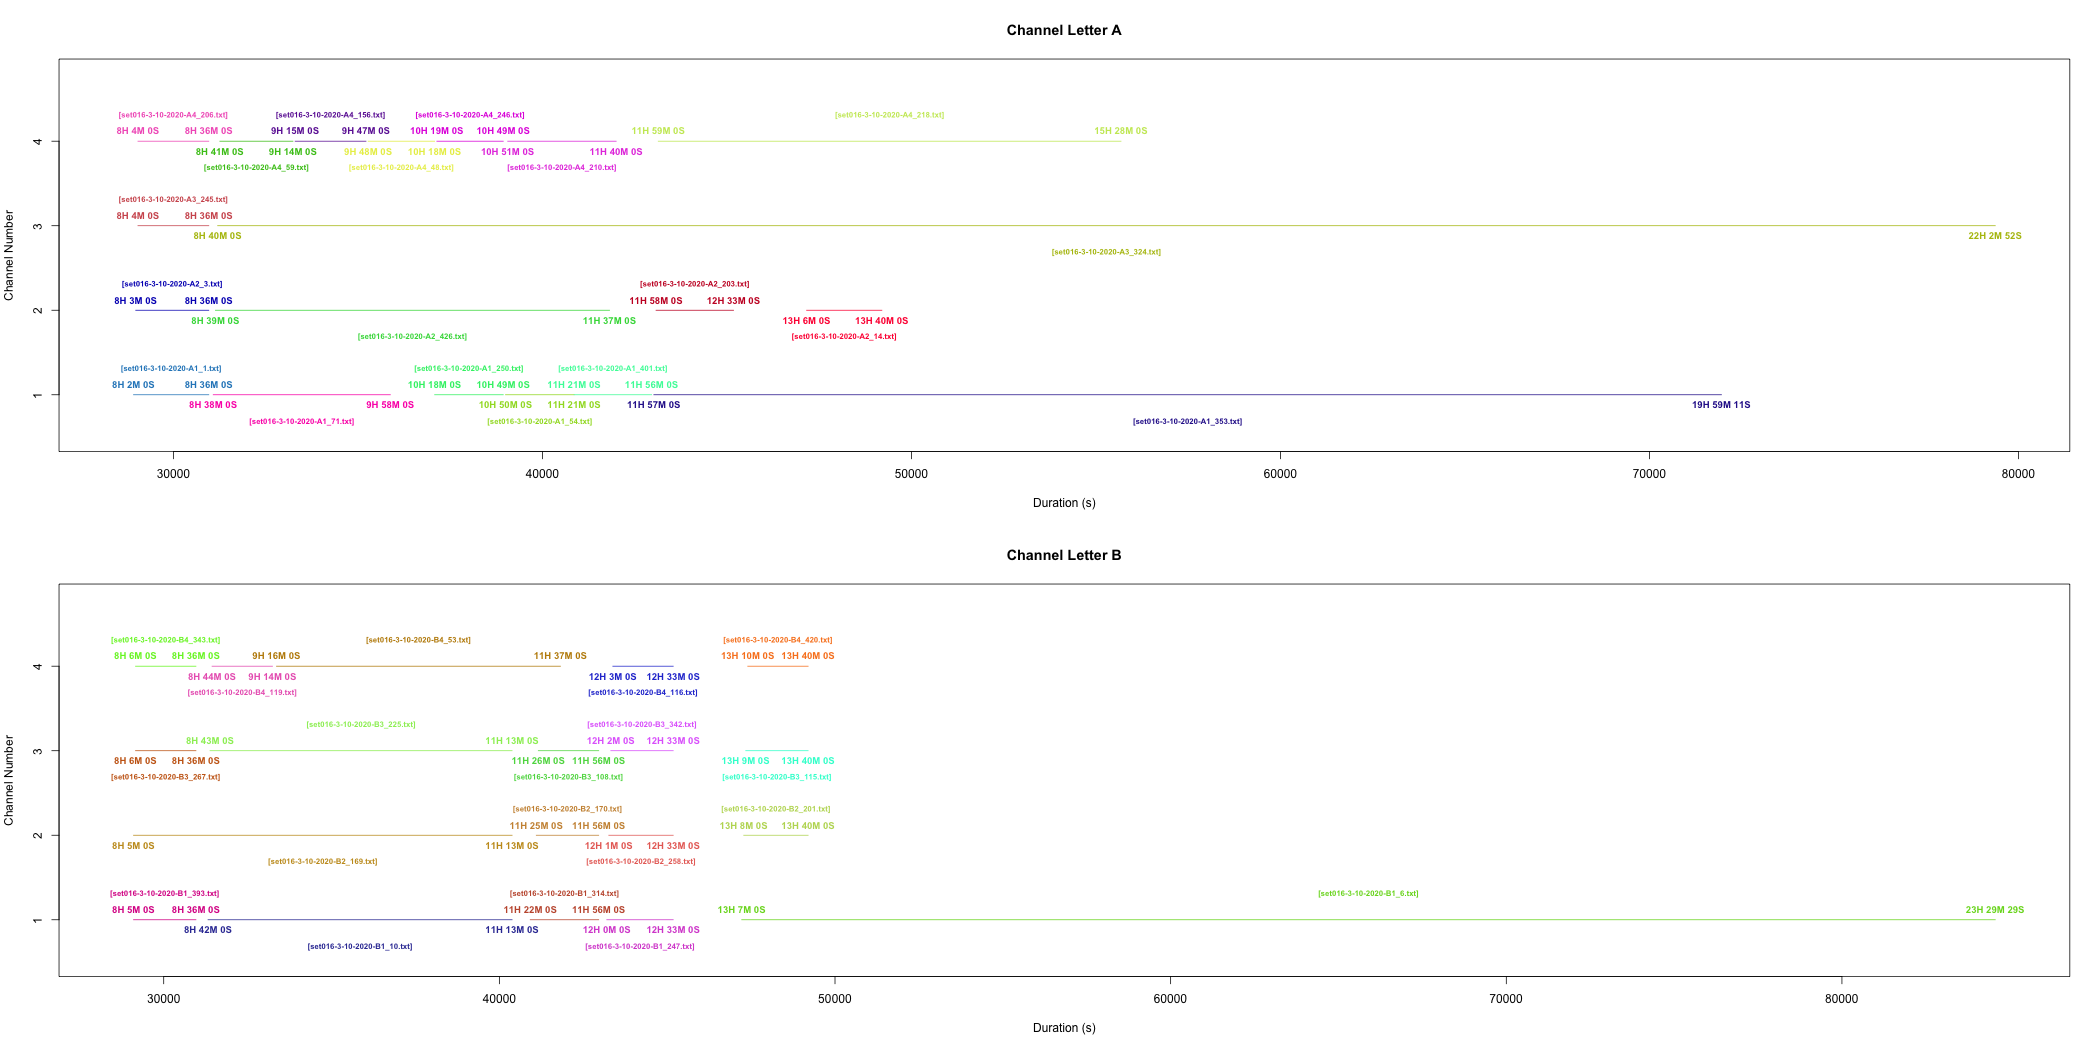 Channel Letter A
[set016-3-10-2020-A4_206.txt] [set016-3-10-2020-A4_156.txt] [set016-3-10-2020-A4_246.txt] [set016-3-10-2020-A4_218.txt]
8H 4M 0S 8H 36M 0S 9H 15M 0S 9H 47M 0S 10H 19M 0S 10H 49M 0S 11H 59M 0S 15H 28M 0S
4
8H 41M 0S 9H 14M 0S 9H 48M 0S 10H 18M 0S 10H 51M 0S 11H 40M 0S
[set016-3-10-2020-A4_59.txt] [set016-3-10-2020-A4_49.txt] [set016-3-10-2020-A4_210.txt]
[set016-3-10-2020-A3_245.txt]
8H 4M 0S 8H 36M 0S
3
8H 40M 0S 22H 2M 52S
[set016-3-10-2020-A3_324.txt]
Channel Number
[set016-3-10-2020-A2_3.txt] [set016-3-10-2020-A2_203.txt]
8H 3M 0S 8H 36M 0S 11H 58M 0S 12H 33M 0S
2
8H 39M 0S 11H 37M 0S 13H 6M 0S 13H 40M 0S
[set016-3-10-2020-A2_426.txt] [set016-3-10-2020-A2_14.txt]
[set016-3-10-2020-A1_1.txt] [set016-3-10-2020-A1_250.txt] [set016-3-10-2020-A1_401.txt]
8H 2M 0S 8H 36M 0S 10H 18M 0S 10H 49M 0S 11H 21M 0S 11H 56M 0S
1
8H 38M 0S 9H 58M 0S 10H 50M 0S 11H 21M 0S 11H 57M 0S 19H 59M 11S
[set016-3-10-2020-A1_71.txt] [set016-3-10-2020-A1_54.txt] [set016-3-10-2020-A1_353.txt]
30000 40000 50000 60000 70000 80000
Duration (s)
Channel Letter B
[set016-3-10-2020-B4_343.txt] [set016-3-10-2020-B4_53.txt] [set016-3-10-2020-B4_420.txt]
8H 6M 0S 8H 36M 0S 9H 16M 0S 11H 37M 0S 13H 10M 0S 13H 40M 0S
4
8H 44M 0S 9H 14M 0S 12H 3M 0S 12H 33M 0S
[set016-3-10-2020-B4_119.txt] [set016-3-10-2020-B4_116.txt]
[set016-3-10-2020-B3_225.txt] [set016-3-10-2020-B3_342.txt]
8H 43M 0S 11H 13M 0S 12H 2M 0S 12H 33M 0S
3
8H 6M 0S 8H 36M 0S 11H 26M 0S 11H 56M 0S 13H 9M 0S 13H 40M 0S
[set016-3-10-2020-B3_267.txt] [set016-3-10-2020-B3_108.txt] [set016-3-10-2020-B3_115.txt]
Channel Number
[set016-3-10-2020-B2_170.txt] [set016-3-10-2020-B2_201.txt]
11H 25M 0S 11H 56M 0S 13H 8M 0S 13H 40M 0S
2
8H 5M 0S 11H 13M 0S 12H 1M 0S 12H 33M 0S
[set016-3-10-2020-B2_169.txt] [set016-3-10-2020-B2_258.txt]
[set016-3-10-2020-B1_393.txt] [set016-3-10-2020-B1_314.txt] [set016-3-10-2020-B1_6.txt]
8H 5M 0S 8H 36M 0S 11H 22M 0S 11H 56M 0S 13H 7M 0S 23H 29M 29S
1
8H 42M 0S 11H 13M 0S 12H 0M 0S 12H 33M 0S
[set016-3-10-2020-B1_10.txt] [set016-3-10-2020-B1_247.txt]
30000 40000 50000 60000 70000 80000
Duration (s)